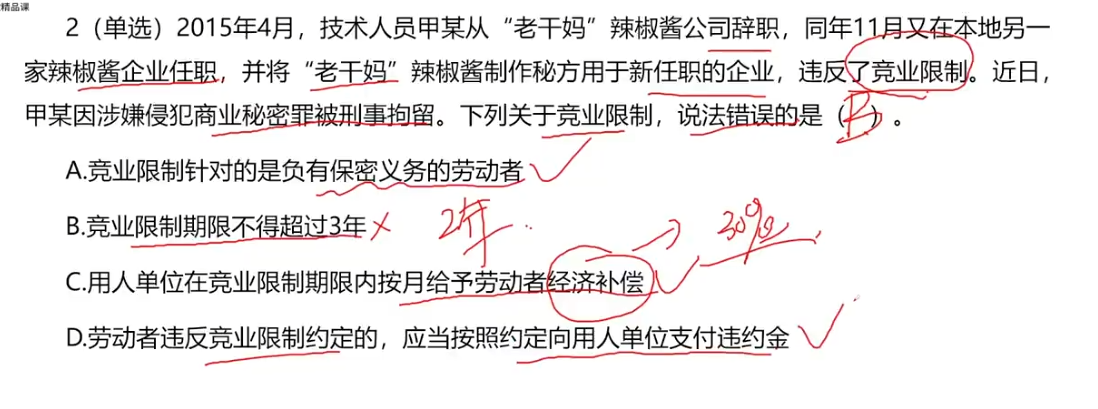 精品课
2（单选）2015年4月，技术人员甲某从“老干妈”辣椒酱公司辞职，同年11月又在本地另一
家辣椒酱企业任职，并将“老干妈”辣椒酱制作秘方用于新任职的企业，违反了竞业限制。近日，
甲某因涉嫌侵犯商业秘密罪被刑事拘留。下列关于竞业限制，说法错误的是（B）。
A.竞业限制针对的是负有保密义务的劳动者
B.竞业限制期限不得超过3年 2年 30%
C.用人单位在竞业限制期限内按月给予劳动者经济补偿
D.劳动者违反竞业限制约定的，应当按照约定向用人单位支付违约金